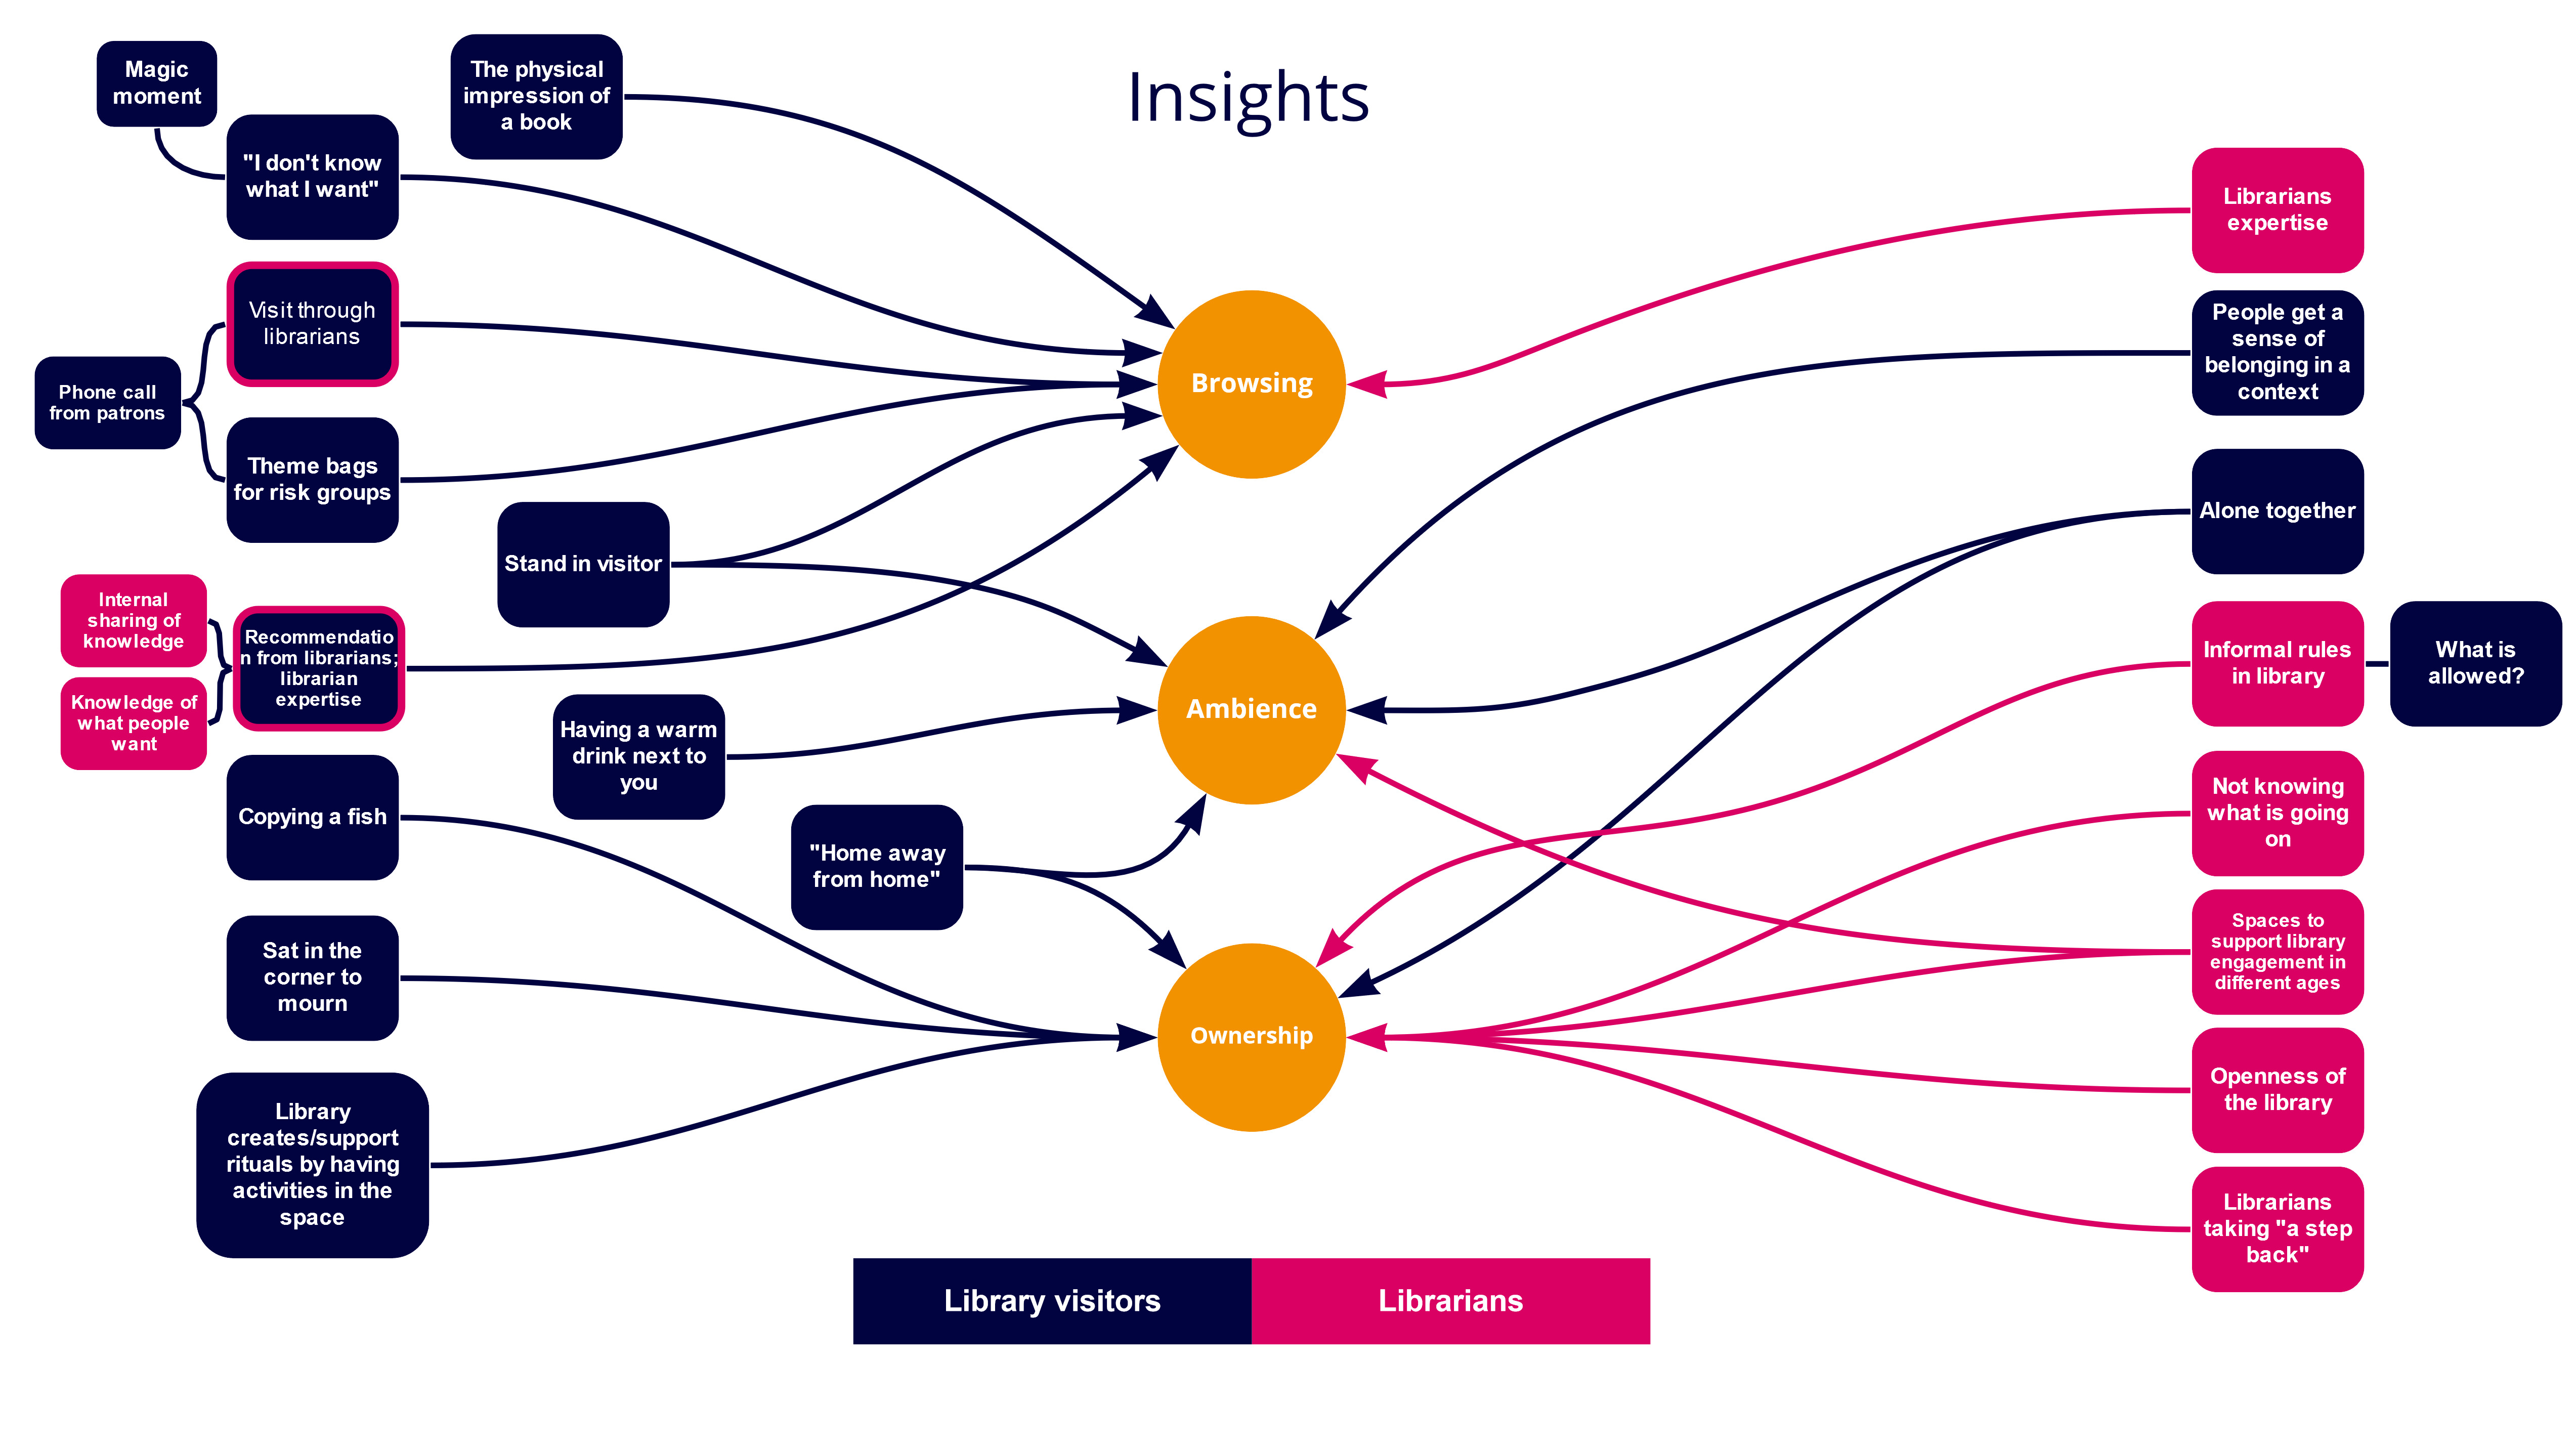 Insights
Magic
moment
The physical
impression of
a book
"I don't know
what I want"
Visit through
librarians
Phone call
from patrons
Theme bags
for risk groups
Stand in visitor
Internal
sharing of
knowledge
Recommendatio
n from librarians;
librarian
expertise
Knowledge of
what people
want
Having a warm
drink next to
you
Copying a fish
"Home away
from home"
Sat in the
corner to
mourn
Library
creates/support
rituals by having
activities in the
space
Browsing
Ambience
Ownership
Librarians
expertise
People get a
sense of
belonging in a
context
Alone together
Informal rules
in library
What is
allowed?
Not knowing
what is going
on
Spaces to
support library
engagement in
different ages
Openness of
the library
Librarians
taking "a step
back"
Library visitors
Librarians